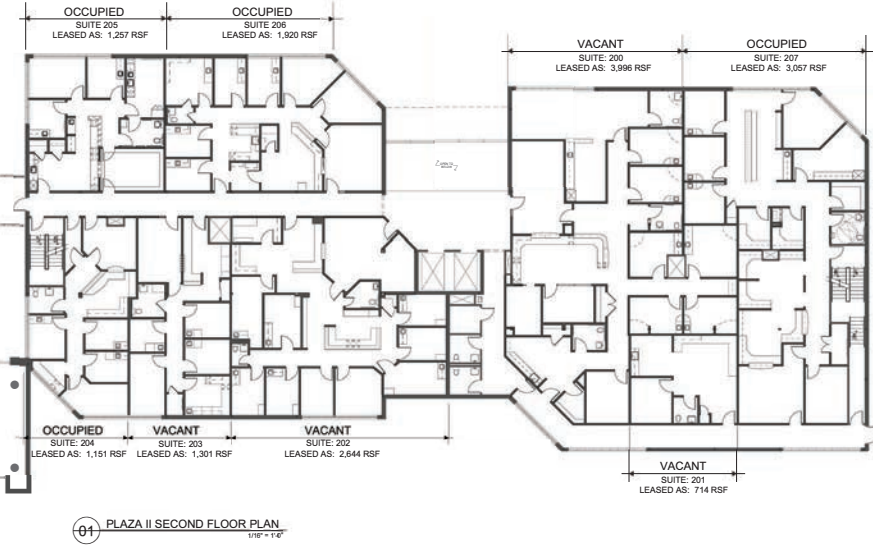 OCCUPIED
SUITE 205
LEASED AS: 1,257 RSF
OCCUPIED
SUITE 206
LEASED AS: 1,920 RSF
VACANT
SUITE: 200
LEASED AS: 3,996 RSF
OCCUPIED
SUITE: 207
LEASED AS: 3,057 RSF
OCCUPIED
SUITE: 204
LEASED AS: 1,151 RSF
VACANT
SUITE: 203
LEASED AS: 1,301 RSF
VACANT
SUITE: 202
LEASED AS: 2,644 RSF
VACANT
SUITE: 201
LEASED AS: 714 RSF
01 PLAZA II SECOND FLOOR PLAN
1/16" = 1'-0"